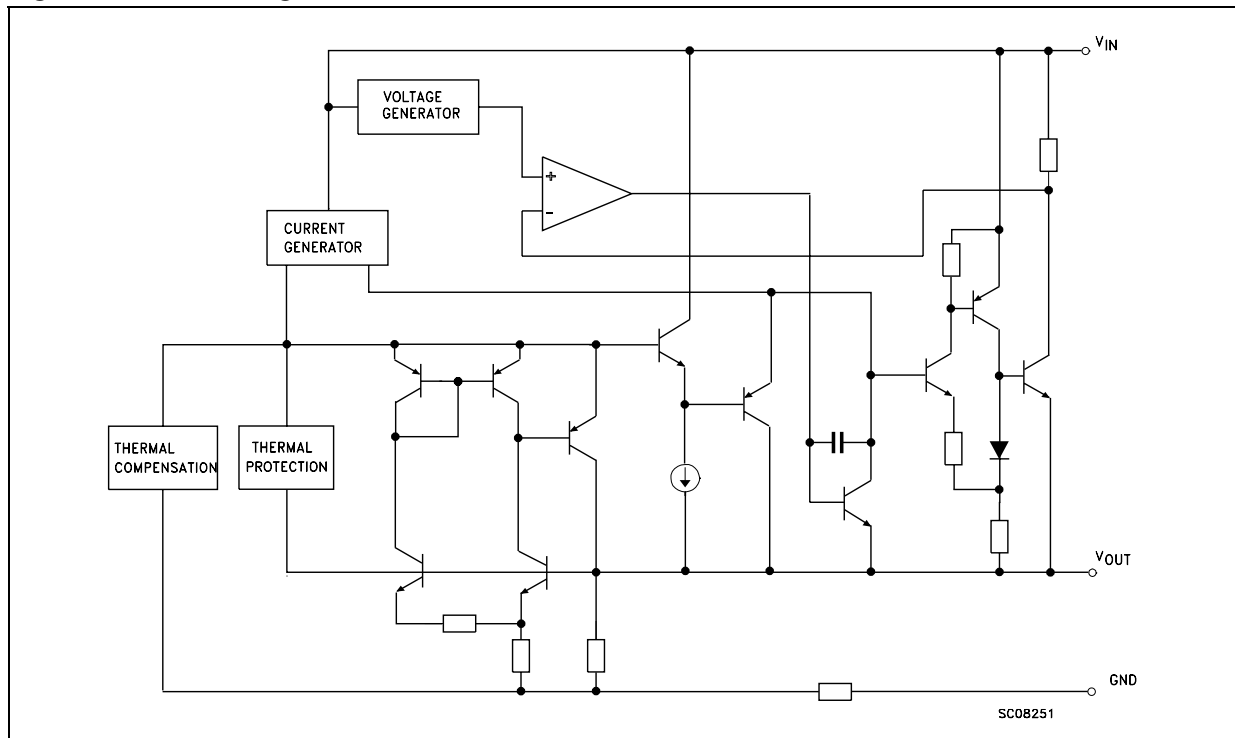 VIN
VOLTAGE
GENERATOR
+
-
CURRENT
GENERATOR
THERMAL
COMPENSATION
THERMAL
PROTECTION
VOUT
GND
SC08251